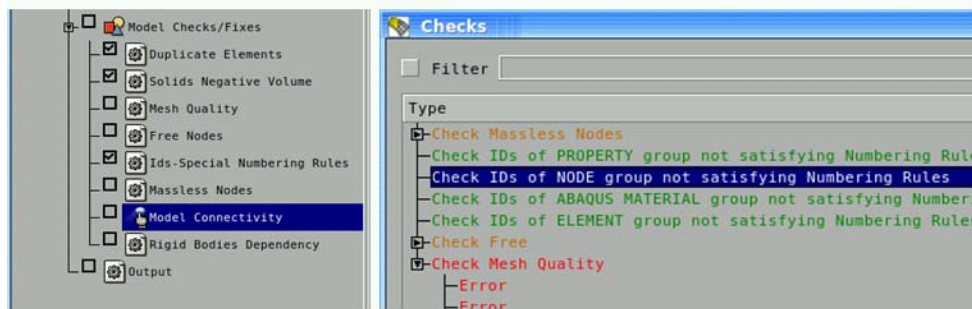 Model Checks/Fixes
Duplicate Elements
Solids Negative Volume
Mesh Quality
Free Nodes
Ids-Special Numbering Rules
Massless Nodes
Model Connectivity
Rigid Bodies Dependency
Output
Checks
Filter
Type
Check Massless Nodes
Check IDs of PROPERTY group not satisfying Numbering Rule
Check IDs of NODE group not satisfying Numbering Rules
Check IDs of ABAQUS MATERIAL group not satisfying Number
Check IDs of ELEMENT group not satisfying Numbering Rules
Check Free
Check Mesh Quality
Error
Error